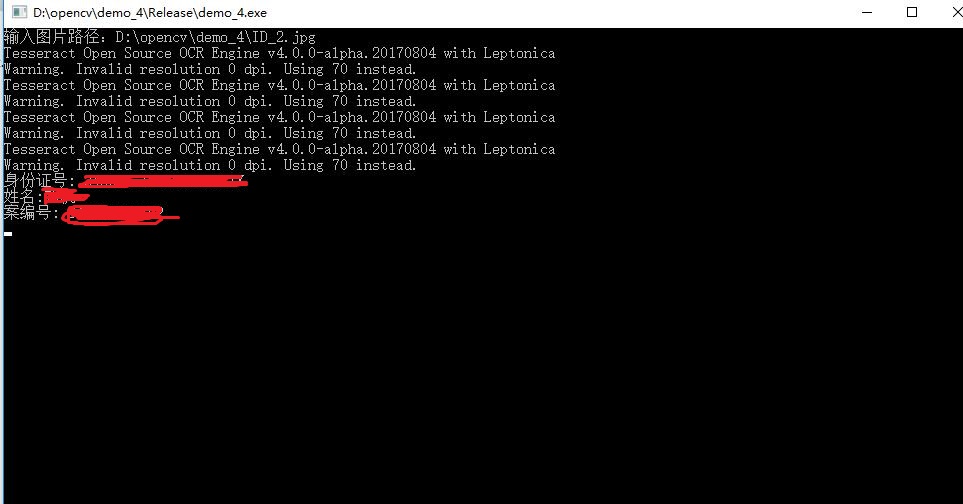 D:\opencv\demo_4\Release\demo_4.exe
输入图片路径: D:\opencv\demo_4\ID_2.jpg
Tesseract Open Source OCR Engine v4.0.0-alpha.20170804 with Leptonica
Warning. Invalid resolution 0 dpi. Using 70 instead.
Tesseract Open Source OCR Engine v4.0.0-alpha.20170804 with Leptonica
Warning. Invalid resolution 0 dpi. Using 70 instead.
Tesseract Open Source OCR Engine v4.0.0-alpha.20170804 with Leptonica
Warning. Invalid resolution 0 dpi. Using 70 instead.
Tesseract Open Source OCR Engine v4.0.0-alpha.20170804 with Leptonica
Warning. Invalid resolution 0 dpi. Using 70 instead.
身份证号:
姓名:
案编号: